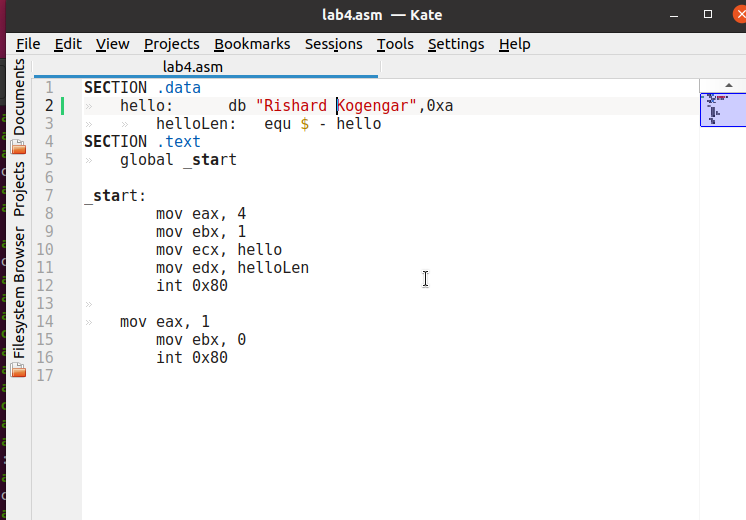 lab4.asm — Kate
File Edit View Projects Bookmarks Sessions Tools Settings Help
lab4.asm
Documents
Projects
Filesystem Browser
1 SECTION .data
2 » hello: db "Rishard Kogengar",0xa
3 » » helloLen: equ $ - hello
4 SECTION .text
5 » global _start
6
7 _start:
8 mov eax, 4
9 mov ebx, 1
10 mov ecx, hello
11 mov edx, helloLen
12 int 0x80
13 »
14 » mov eax, 1
15 mov ebx, 0
16 int 0x80
17